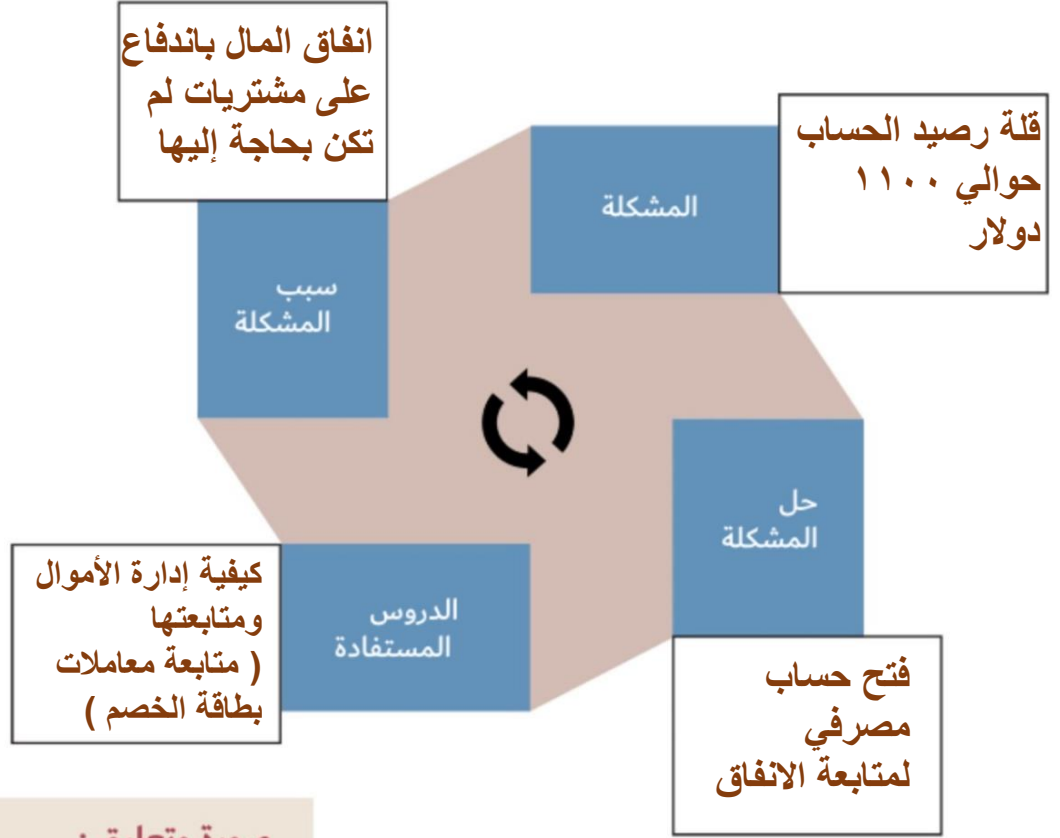 انفاق المال باندفاع
على مشتريات لم
تكن بحاجة إليها
قلة رصيد الحساب
حوالي ١١٠٠
دولار
المشكلة
سبب
المشكلة
حل
المشكلة
كيفية إدارة الأموال
ومتابعتها
( متابعة معاملات
بطاقة الخصم )
الدروس
المستفادة
فتح حساب
مصرفي
لمتابعة الانفاق